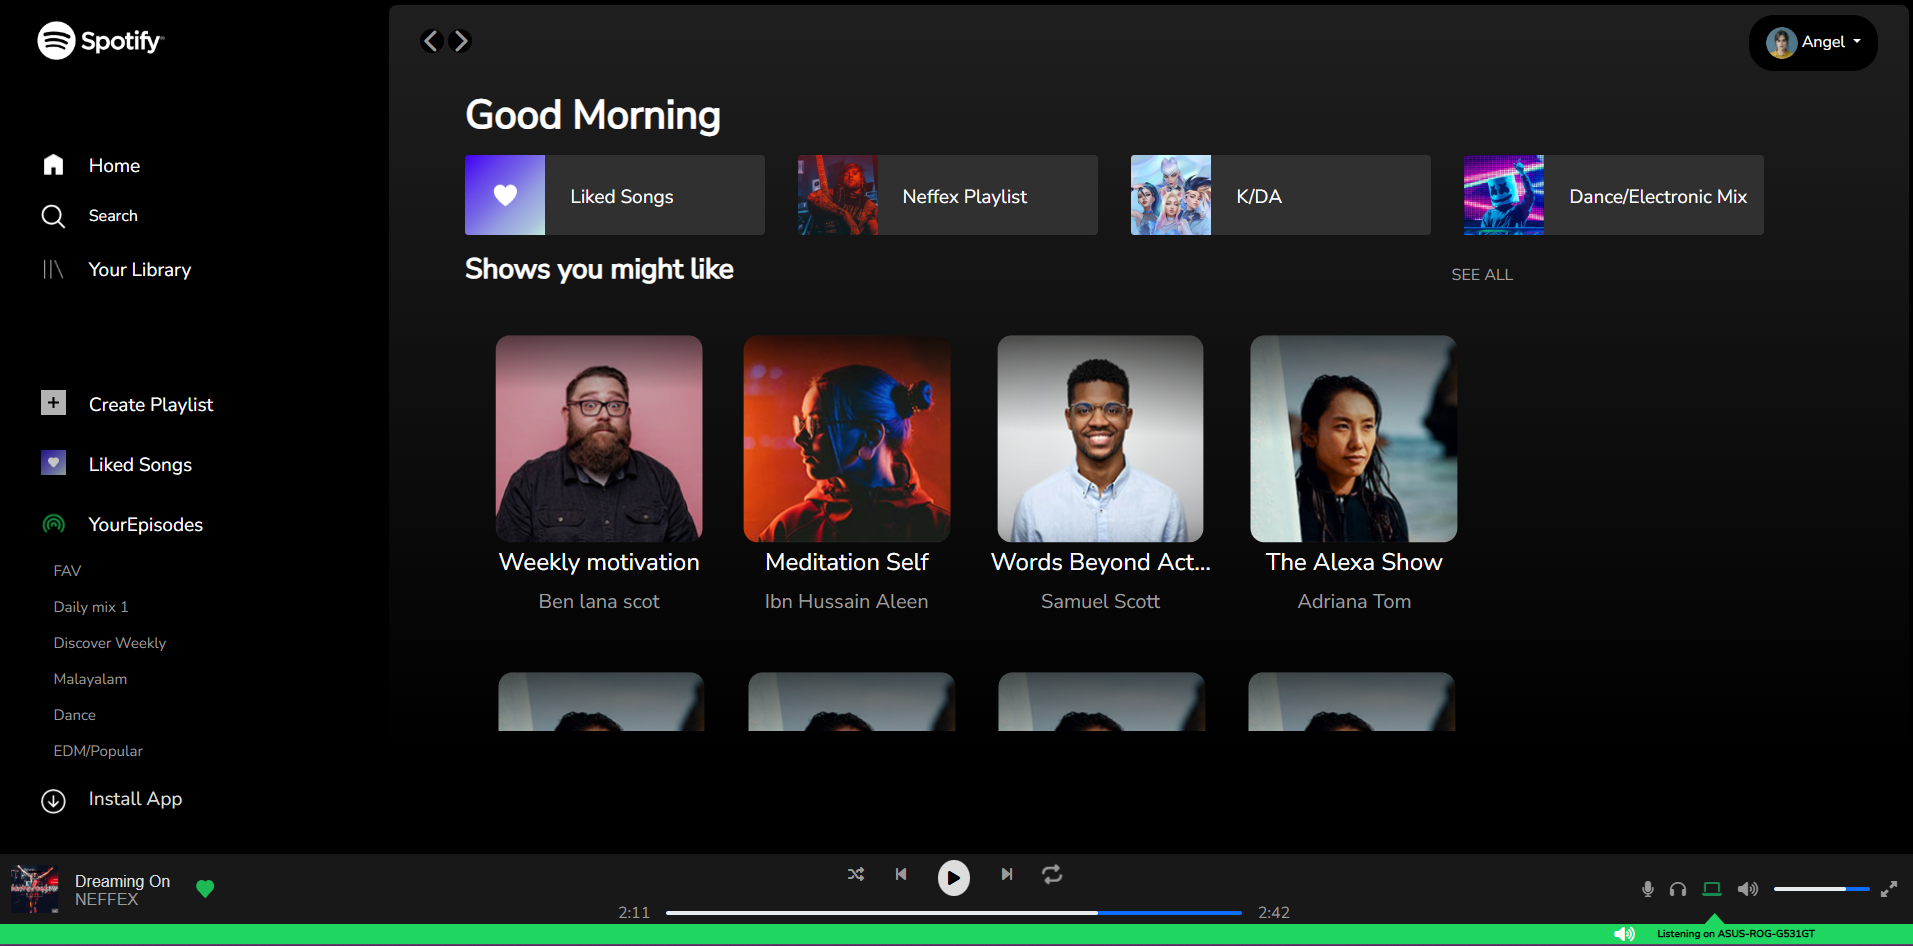 Spotify
Angel
Home
Search
Your Library
Create Playlist
Liked Songs
YourEpisodes
FAV
Daily mix 1
Discover Weekly
Malayalam
Dance
EDM/Popular
Install App
Good Morning
Liked Songs
Neffex Playlist
K/DA
Dance/Electronic Mix
Shows you might like
SEE ALL
Weekly motivation
Ben lana scot
Meditation Self
Ibn Hussain Aleen
Words Beyond Act...
Samuel Scott
The Alexa Show
Adriana Tom
Dreaming On
NEFFEX
2:11
2:42
Listening on ASUS-ROG-G531GT